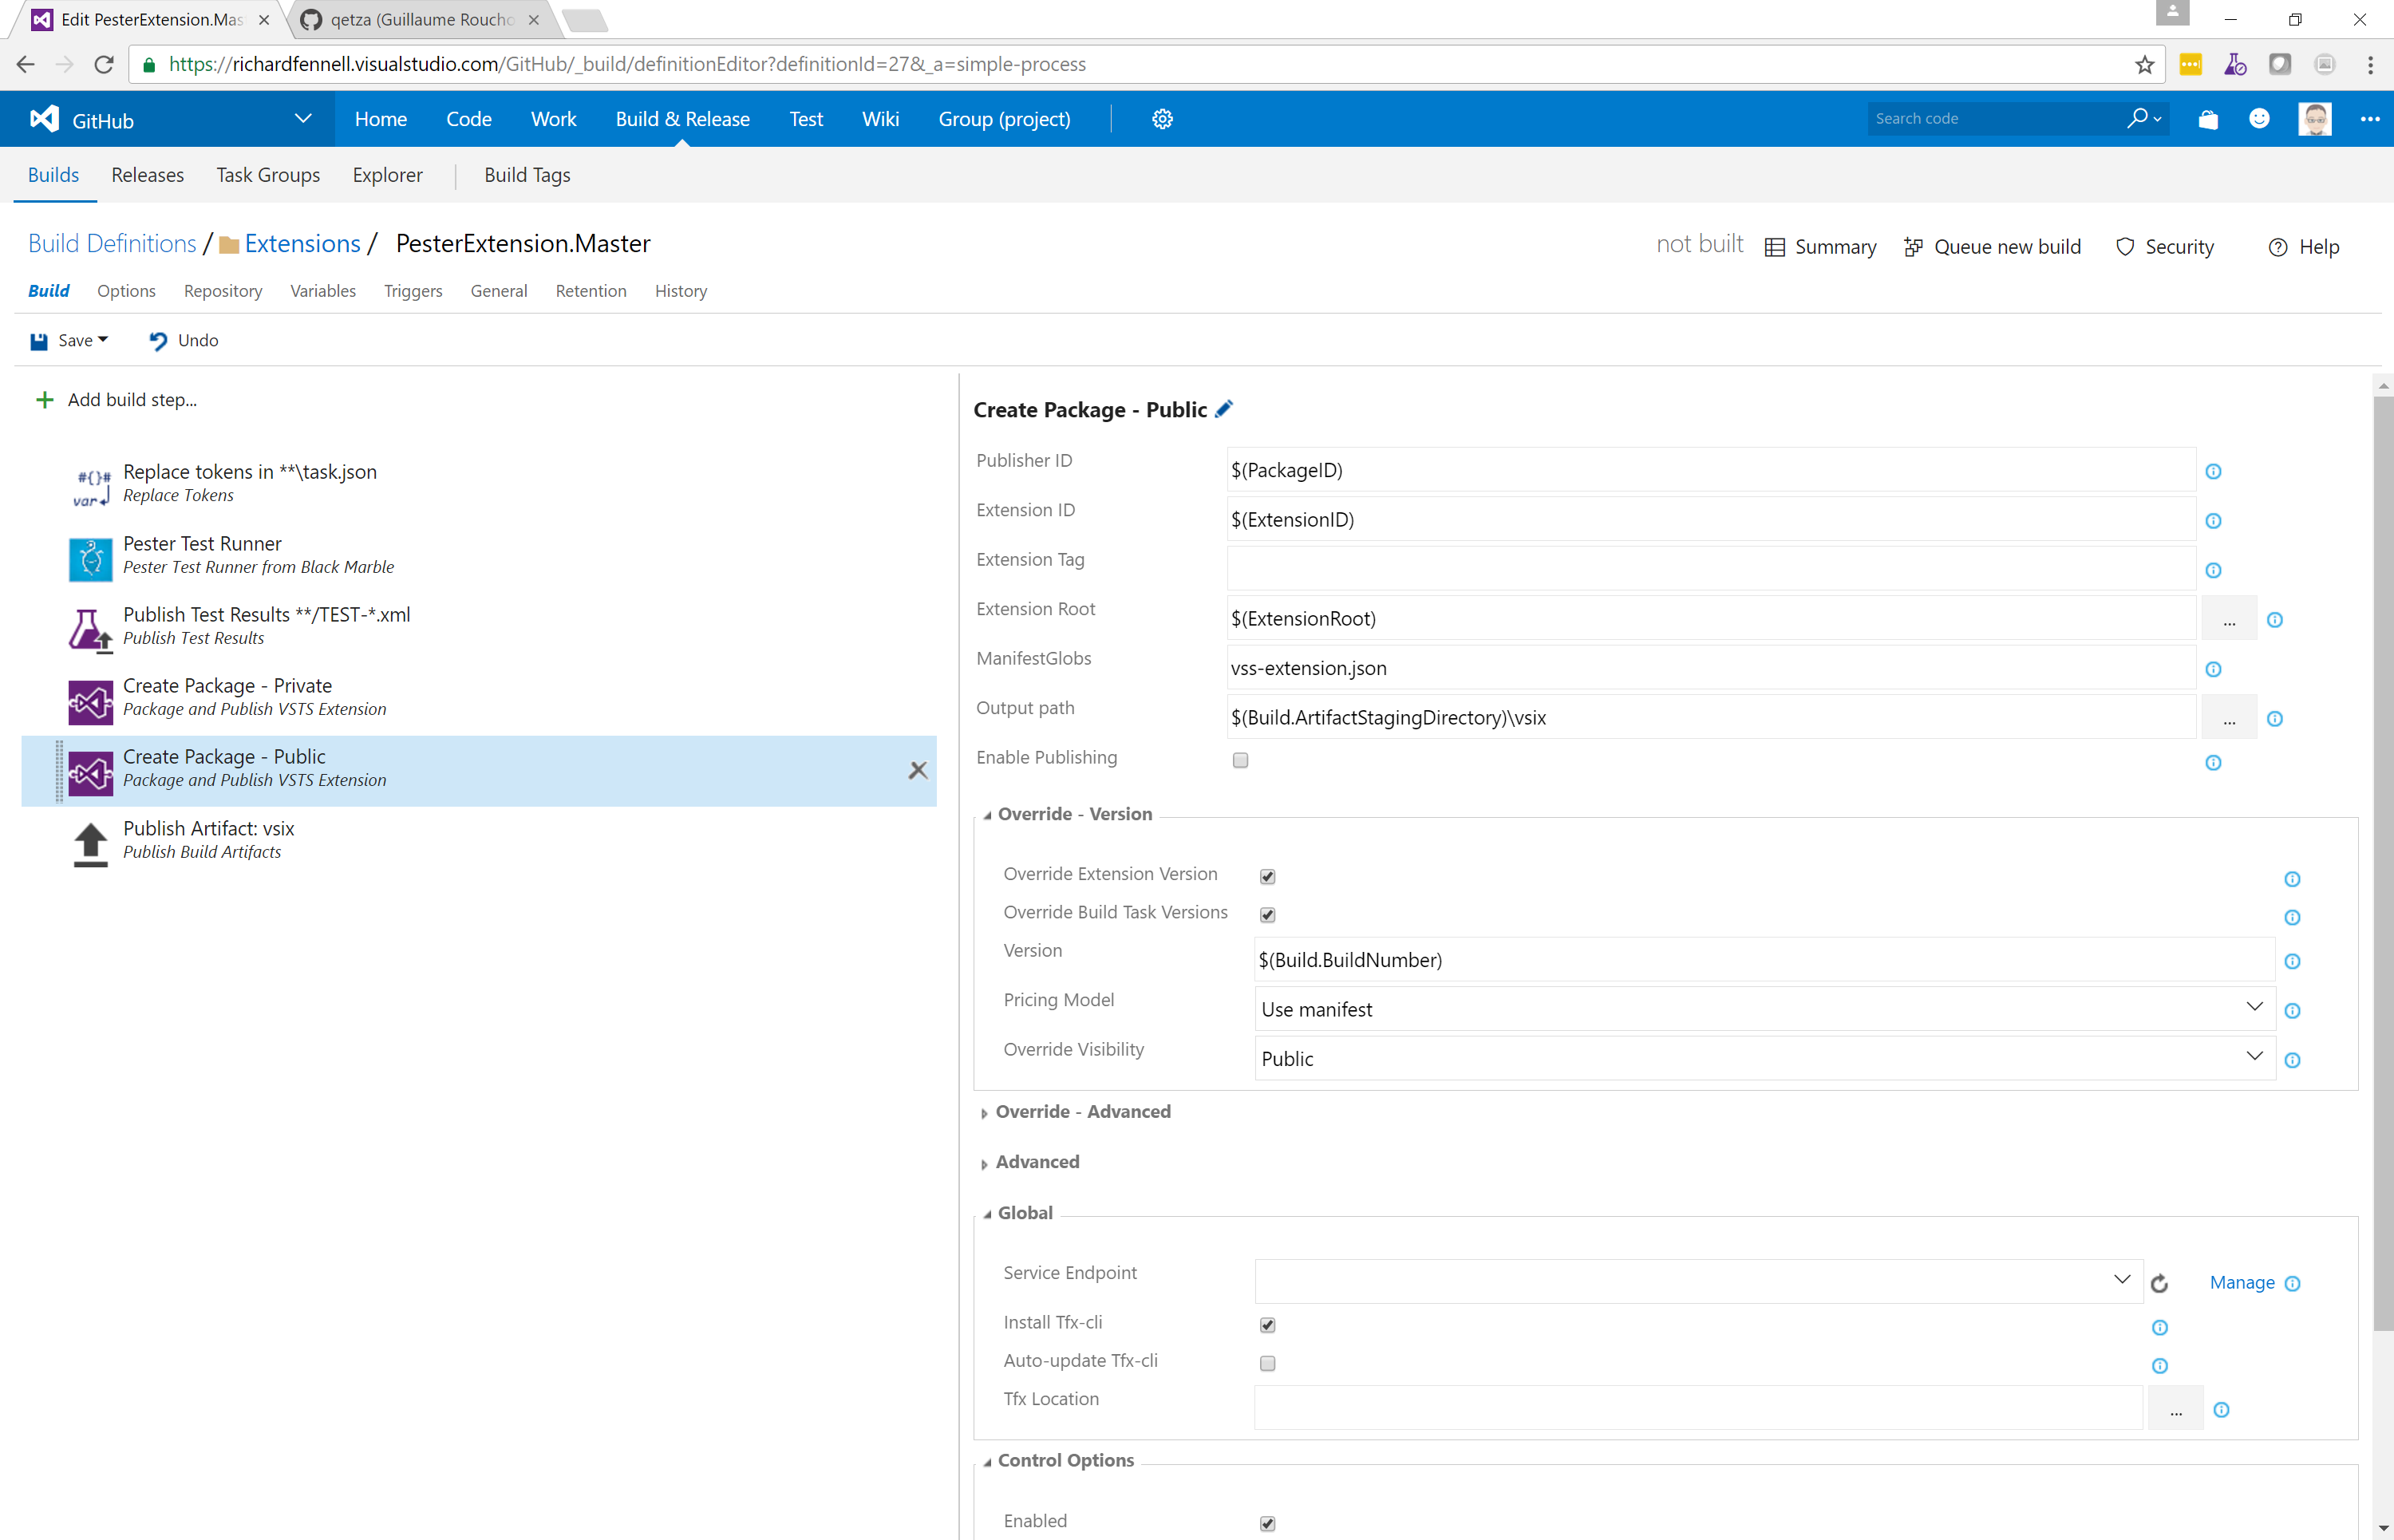 Edit PesterExtension.Mas
qetza (Guillaume Roucho
https://richardfennell.visualstudio.com/GitHub/_build/definitionEditor?definitionId=27&_a=simple-process
GitHub
Home Code Work Build & Release Test Wiki Group (project)
Search code
Builds Releases Task Groups Explorer Build Tags
Build Definitions / Extensions / PesterExtension.Master
not built Summary Queue new build Security Help
Build Options Repository Variables Triggers General Retention History
Save Undo
Add build step...
#{}#
var
Replace tokens in **\task.json
Replace Tokens
Pester Test Runner
Pester Test Runner from Black Marble
Publish Test Results **/TEST-*.xml
Publish Test Results
Create Package - Private
Package and Publish VSTS Extension
Create Package - Public
Package and Publish VSTS Extension
Publish Artifact: vsix
Publish Build Artifacts
Create Package - Public
Publisher ID $(PackageID)
Extension ID $(ExtensionID)
Extension Tag
Extension Root $(ExtensionRoot) ...
ManifestGlobs vss-extension.json
Output path $(Build.ArtifactStagingDirectory)\vsix ...
Enable Publishing
Override - Version
Override Extension Version
Override Build Task Versions
Version $(Build.BuildNumber)
Pricing Model Use manifest
Override Visibility Public
Override - Advanced
Advanced
Global
Service Endpoint Manage
Install Tfx-cli
Auto-update Tfx-cli
Tfx Location ...
Control Options
Enabled